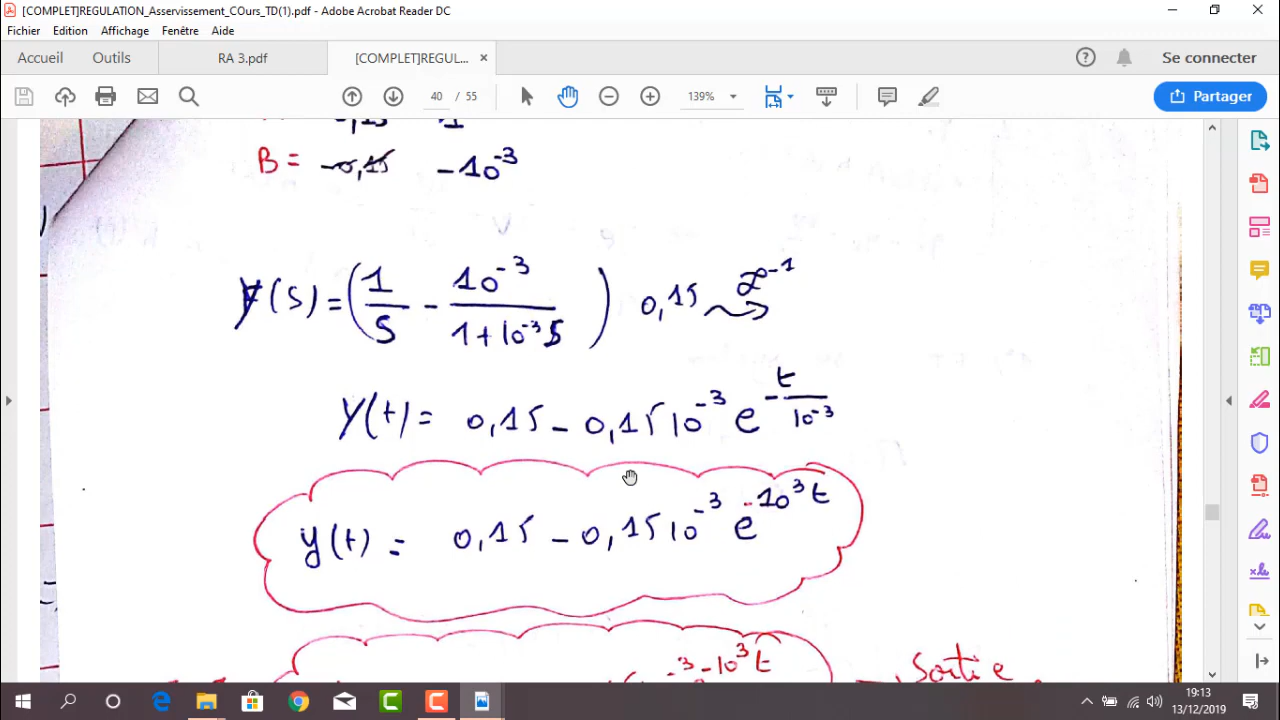 [COMPLET]REGULATION_Asservissement_COurs_TD(1).pdf - Adobe Acrobat Reader DC
Fichier Edition Affichage Fenêtre Aide
Accueil Outils RA 3.pdf [COMPLET]REGUL... × Se connecter
40 / 55 139% Partager
B = -0,15 -10⁻³
Y(S) = (1/S - 10⁻³/(1+10⁻³S)) 0,15 ⤳ ℒ⁻¹
Y(t) = 0,15 - 0,15 10⁻³ e^(-t/10⁻³)
y(t) = 0,15 - 0,15 10⁻³ e^(-10³t)
⁻³ -10³t
Sortie
19:13
13/12/2019